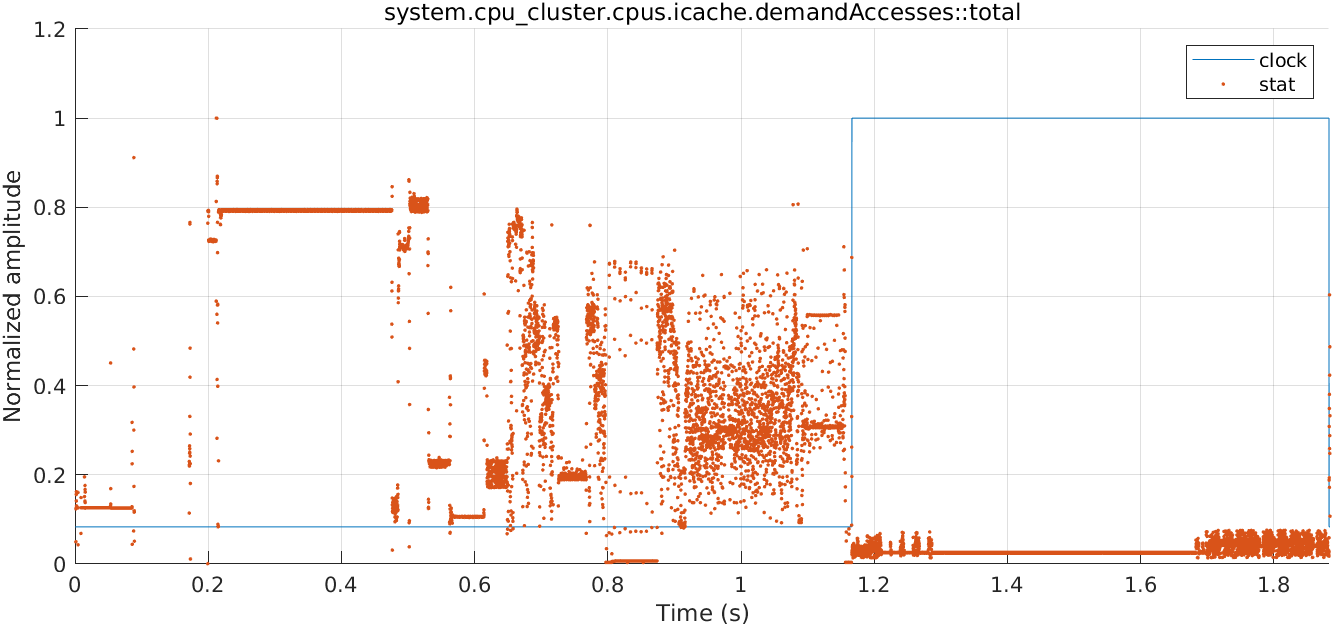 system.cpu_cluster.cpus.icache.demandAccesses::total
1.2
1
0.8
0.6
0.4
0.2
0
Normalized amplitude
clock
stat
0 0.2 0.4 0.6 0.8 1 1.2 1.4 1.6 1.8
Time (s)